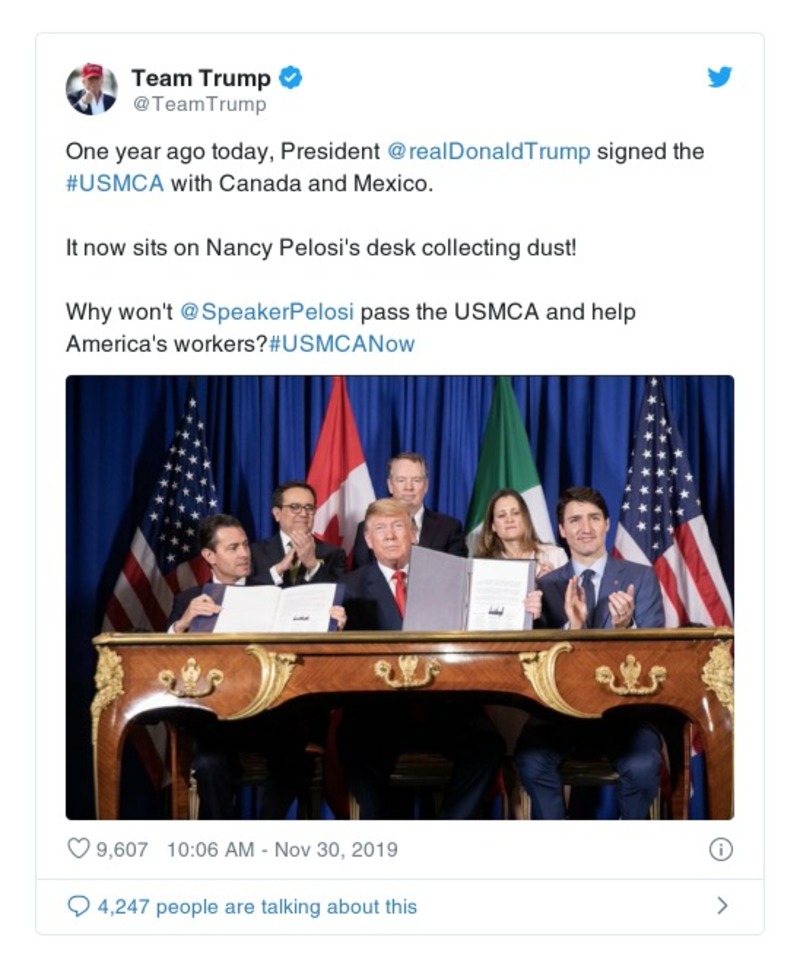 Team Trump
@TeamTrump
One year ago today, President @realDonaldTrump signed the
#USMCA with Canada and Mexico.
It now sits on Nancy Pelosi's desk collecting dust!
Why won't @SpeakerPelosi pass the USMCA and help
America's workers?#USMCANow
9,607 10:06 AM - Nov 30, 2019
4,247 people are talking about this